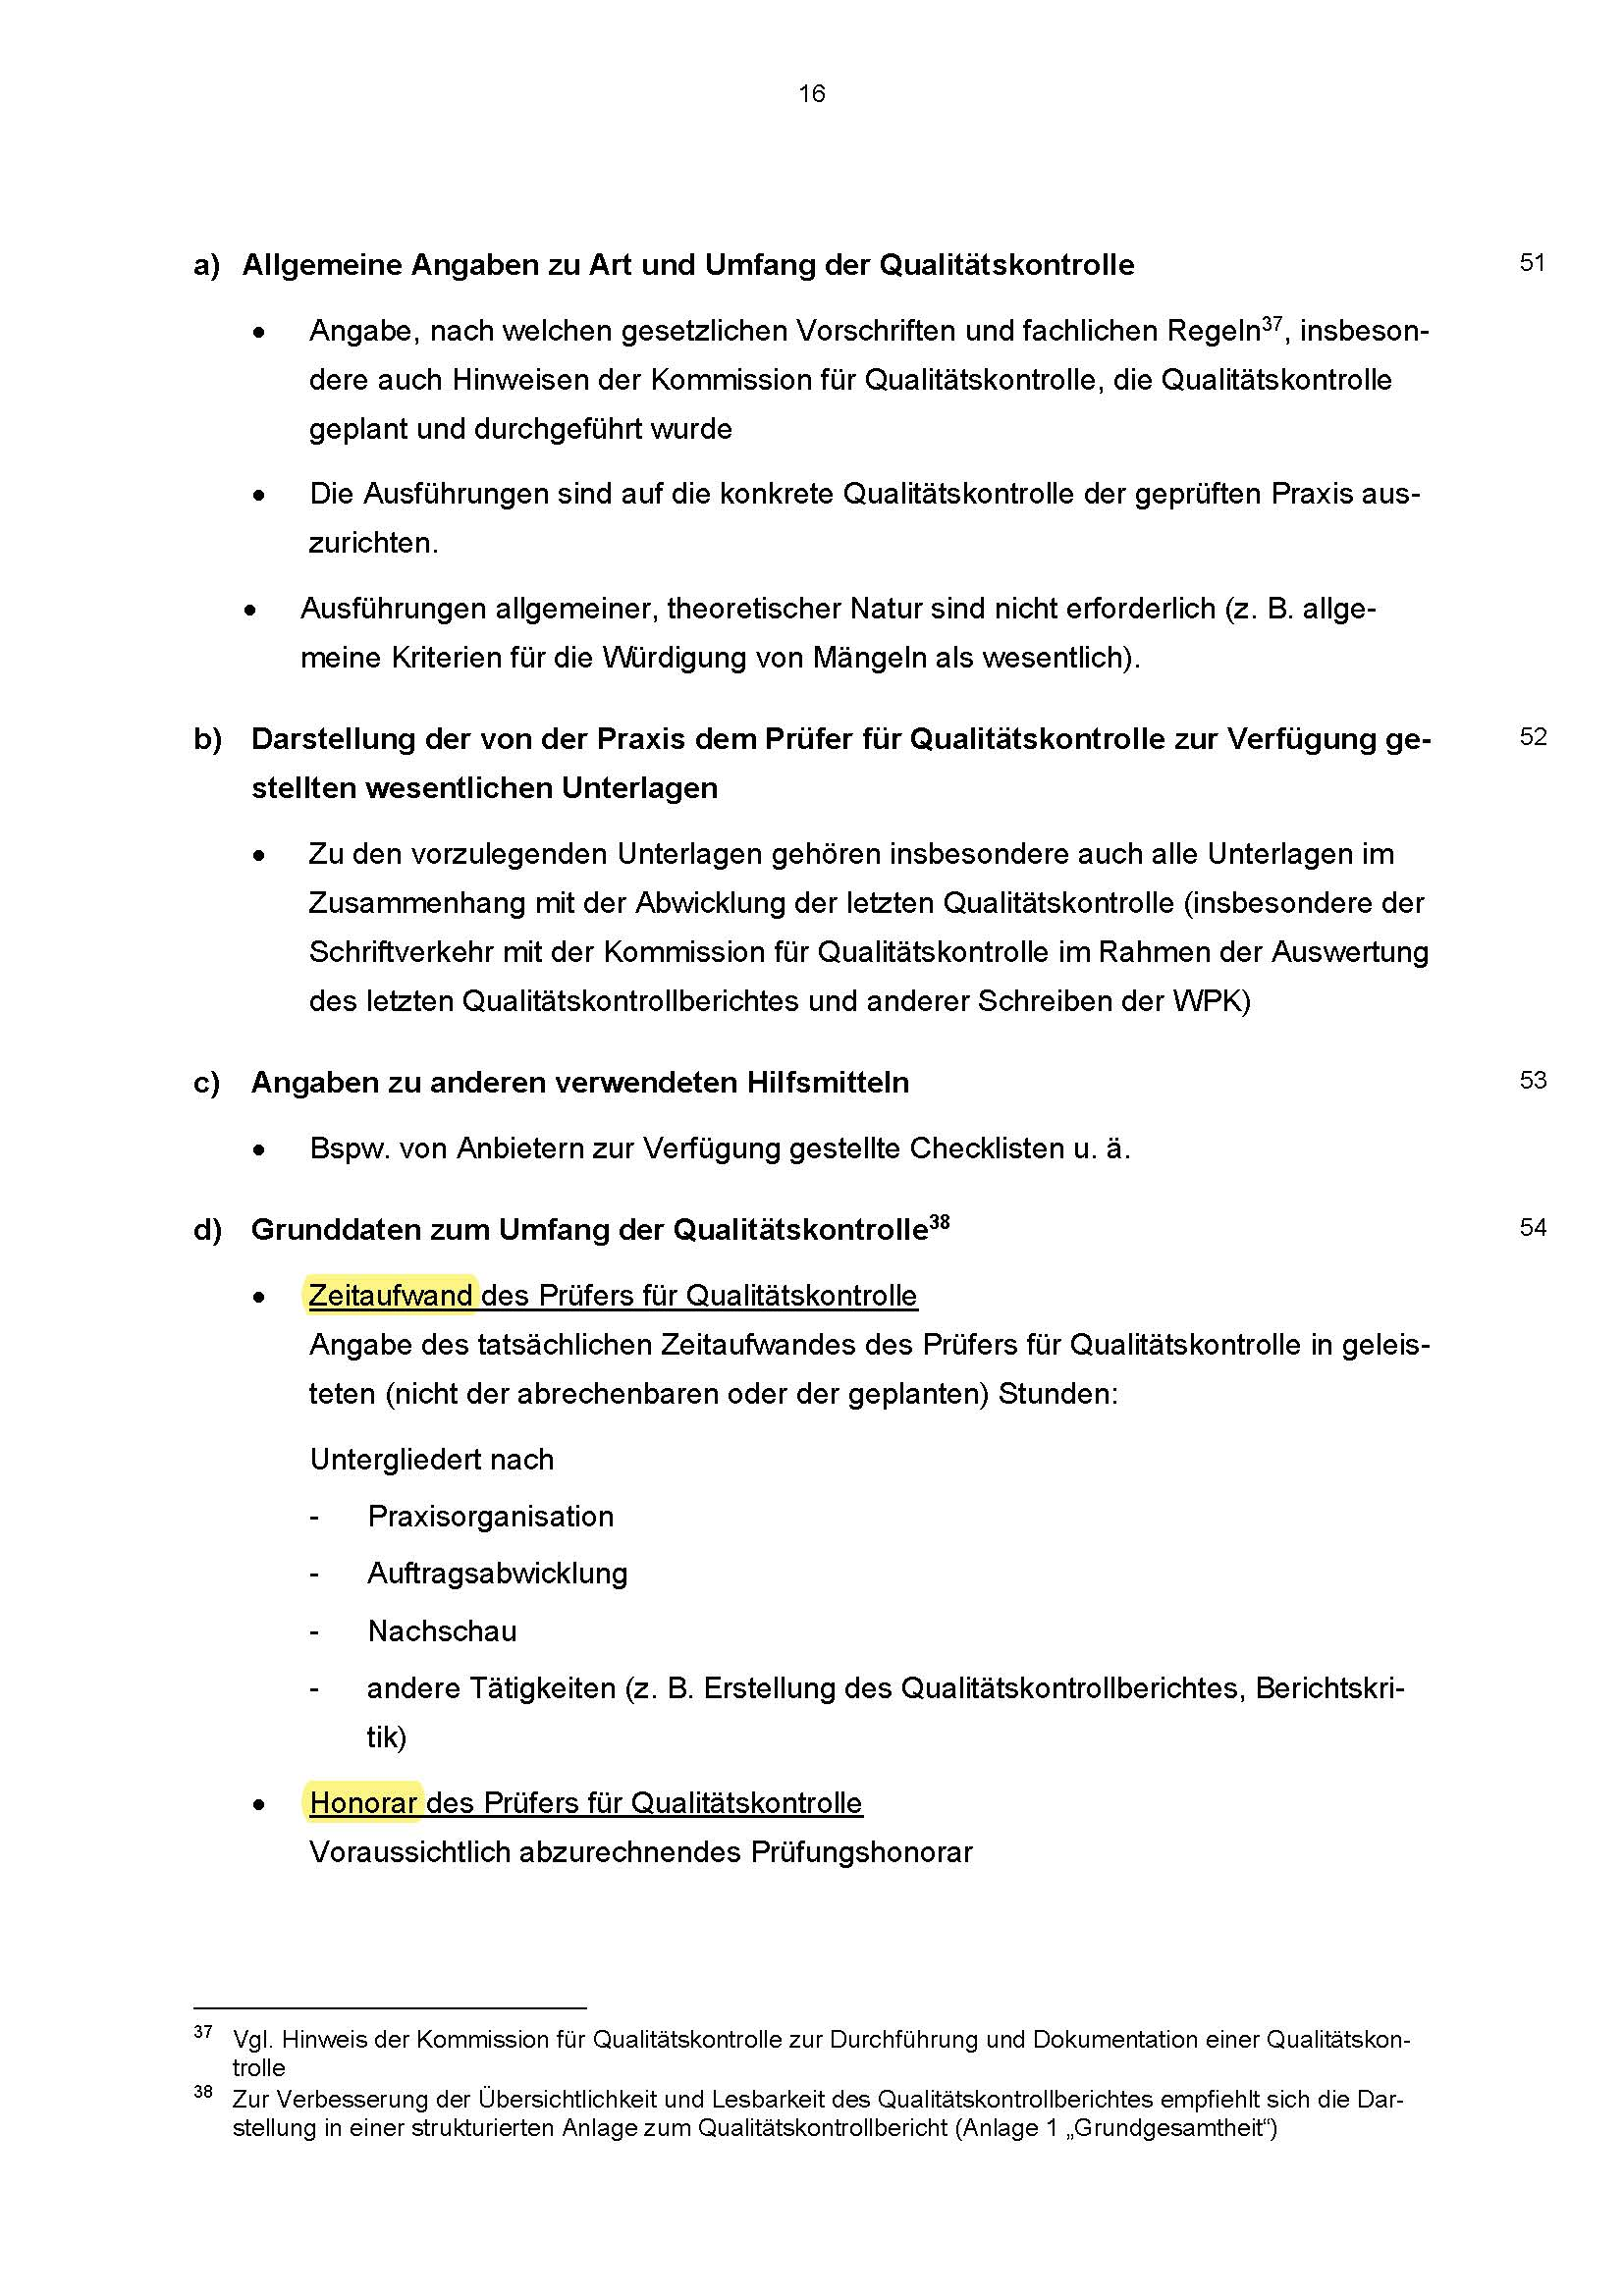 16
a) Allgemeine Angaben zu Art und Umfang der Qualitätskontrolle 51
• Angabe, nach welchen gesetzlichen Vorschriften und fachlichen Regeln37, insbeson-
dere auch Hinweisen der Kommission für Qualitätskontrolle, die Qualitätskontrolle
geplant und durchgeführt wurde
• Die Ausführungen sind auf die konkrete Qualitätskontrolle der geprüften Praxis aus-
zurichten.
• Ausführungen allgemeiner, theoretischer Natur sind nicht erforderlich (z. B. allge-
meine Kriterien für die Würdigung von Mängeln als wesentlich).
b) Darstellung der von der Praxis dem Prüfer für Qualitätskontrolle zur Verfügung ge- 52
stellten wesentlichen Unterlagen
• Zu den vorzulegenden Unterlagen gehören insbesondere auch alle Unterlagen im
Zusammenhang mit der Abwicklung der letzten Qualitätskontrolle (insbesondere der
Schriftverkehr mit der Kommission für Qualitätskontrolle im Rahmen der Auswertung
des letzten Qualitätskontrollberichtes und anderer Schreiben der WPK)
c) Angaben zu anderen verwendeten Hilfsmitteln 53
• Bspw. von Anbietern zur Verfügung gestellte Checklisten u. ä.
d) Grunddaten zum Umfang der Qualitätskontrolle38 54
• Zeitaufwand des Prüfers für Qualitätskontrolle
Angabe des tatsächlichen Zeitaufwandes des Prüfers für Qualitätskontrolle in geleis-
teten (nicht der abrechenbaren oder der geplanten) Stunden:
Untergliedert nach
- Praxisorganisation
- Auftragsabwicklung
- Nachschau
- andere Tätigkeiten (z. B. Erstellung des Qualitätskontrollberichtes, Berichtskri-
tik)
• Honorar des Prüfers für Qualitätskontrolle
Voraussichtlich abzurechnendes Prüfungshonorar
37 Vgl. Hinweis der Kommission für Qualitätskontrolle zur Durchführung und Dokumentation einer Qualitätskon-
trolle
38 Zur Verbesserung der Übersichtlichkeit und Lesbarkeit des Qualitätskontrollberichtes empfiehlt sich die Dar-
stellung in einer strukturierten Anlage zum Qualitätskontrollbericht (Anlage 1 „Grundgesamtheit“)